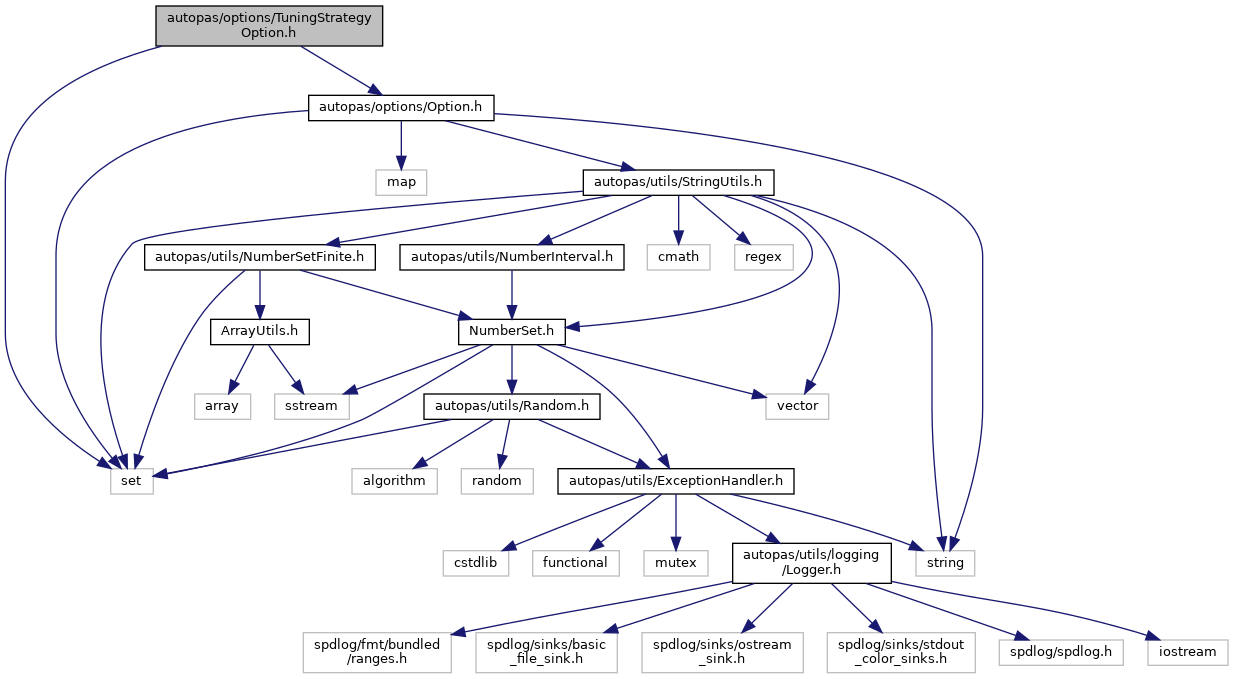 autopas/options/TuningStrategy
Option.h
autopas/options/Option.h
map
autopas/utils/StringUtils.h
autopas/utils/NumberSetFinite.h
autopas/utils/NumberInterval.h
cmath
regex
ArrayUtils.h
NumberSet.h
array
sstream
autopas/utils/Random.h
vector
set
algorithm
random
autopas/utils/ExceptionHandler.h
cstdlib
functional
mutex
autopas/utils/logging
/Logger.h
string
spdlog/fmt/bundled
/ranges.h
spdlog/sinks/basic
_file_sink.h
spdlog/sinks/ostream
_sink.h
spdlog/sinks/stdout
_color_sinks.h
spdlog/spdlog.h
iostream